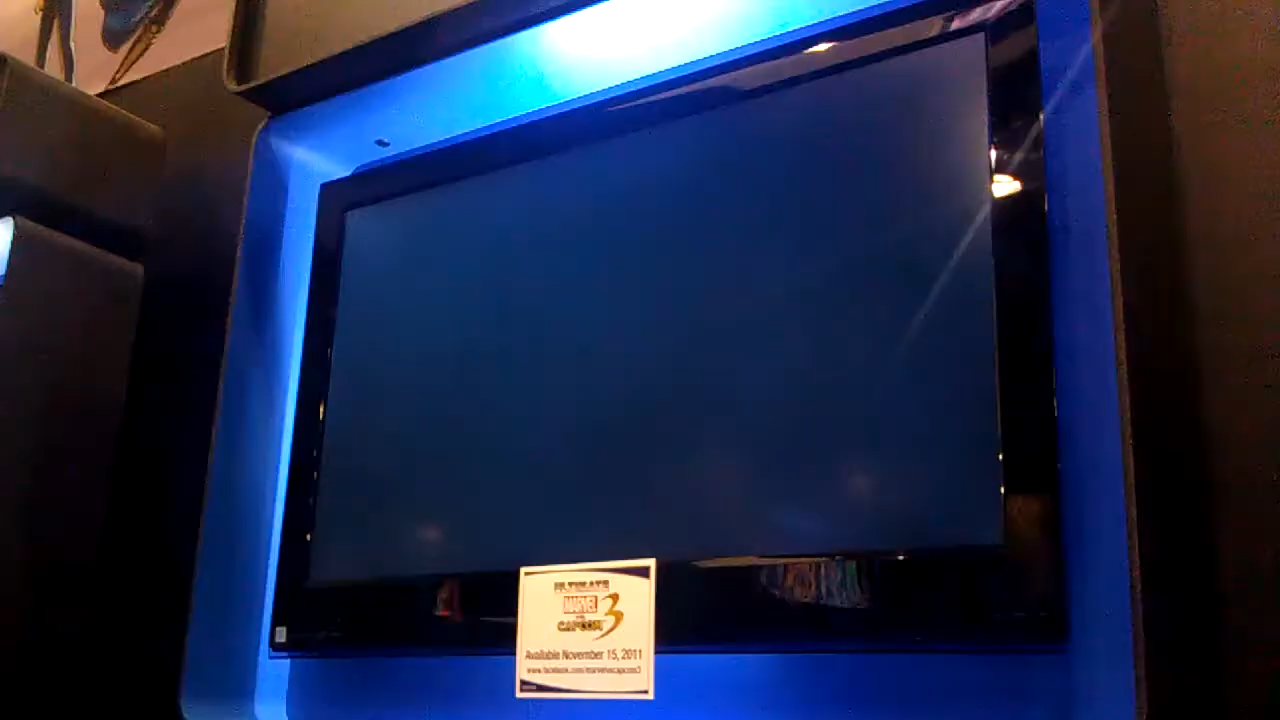 ULTIMATE
MARVEL
VS.
CAPCOM 3
Available November 15, 2011
www.facebook.com/marvelvscapcom3